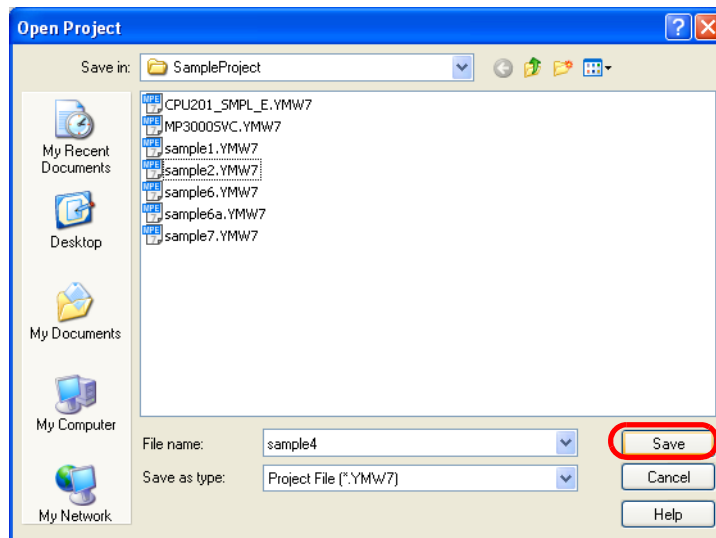 Open Project
Save in:
SampleProject
CPU201_SMPL_E.YMW7
MP3000SVC.YMW7
sample1.YMW7
sample2.YMW7
sample6.YMW7
sample6a.YMW7
sample7.YMW7
My Recent
Documents
Desktop
My Documents
My Computer
My Network
File name:
sample4
Save
Save as type:
Project File (*.YMW7)
Cancel
Help